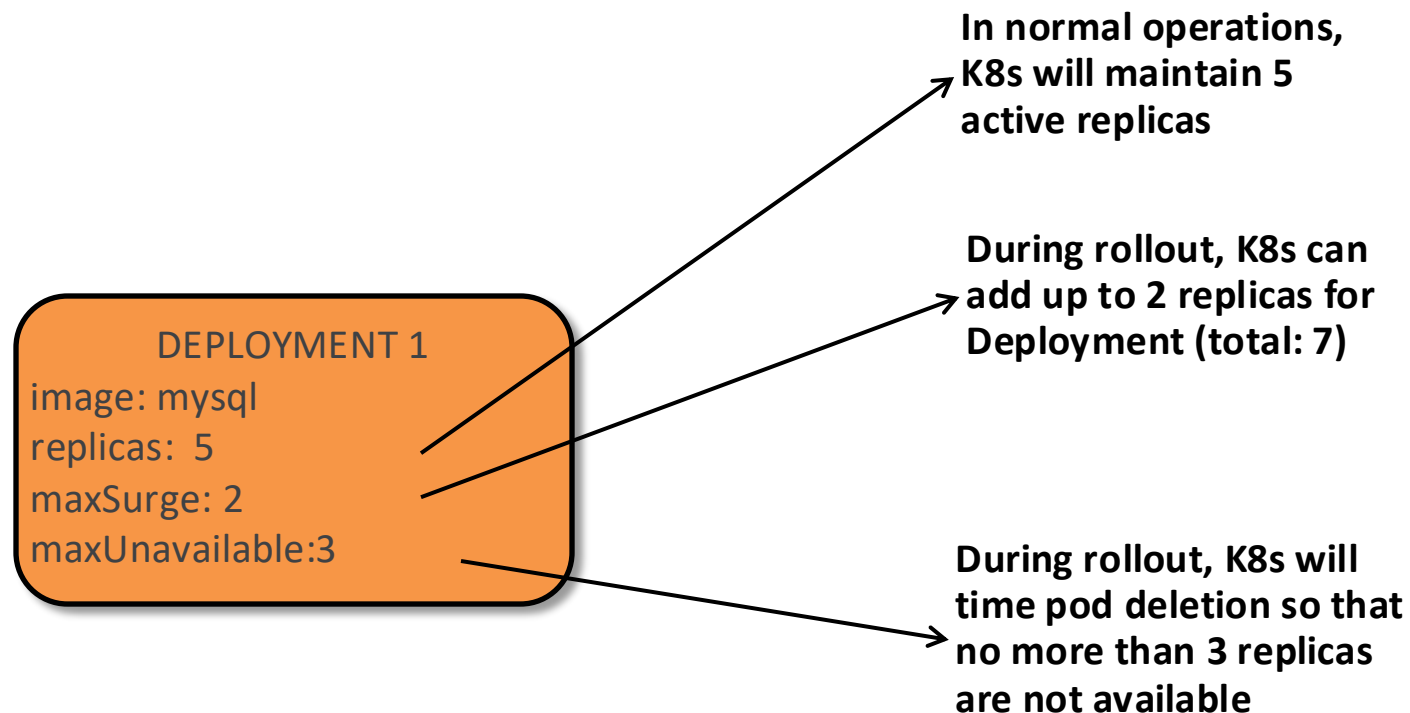 In normal operations,
K8s will maintain 5
active replicas
During rollout, K8s can
add up to 2 replicas for
Deployment (total: 7)
DEPLOYMENT 1
image: mysql
replicas:  5
maxSurge: 2
maxUnavailable:3
During rollout, K8s will
time pod deletion so that
no more than 3 replicas
are not available